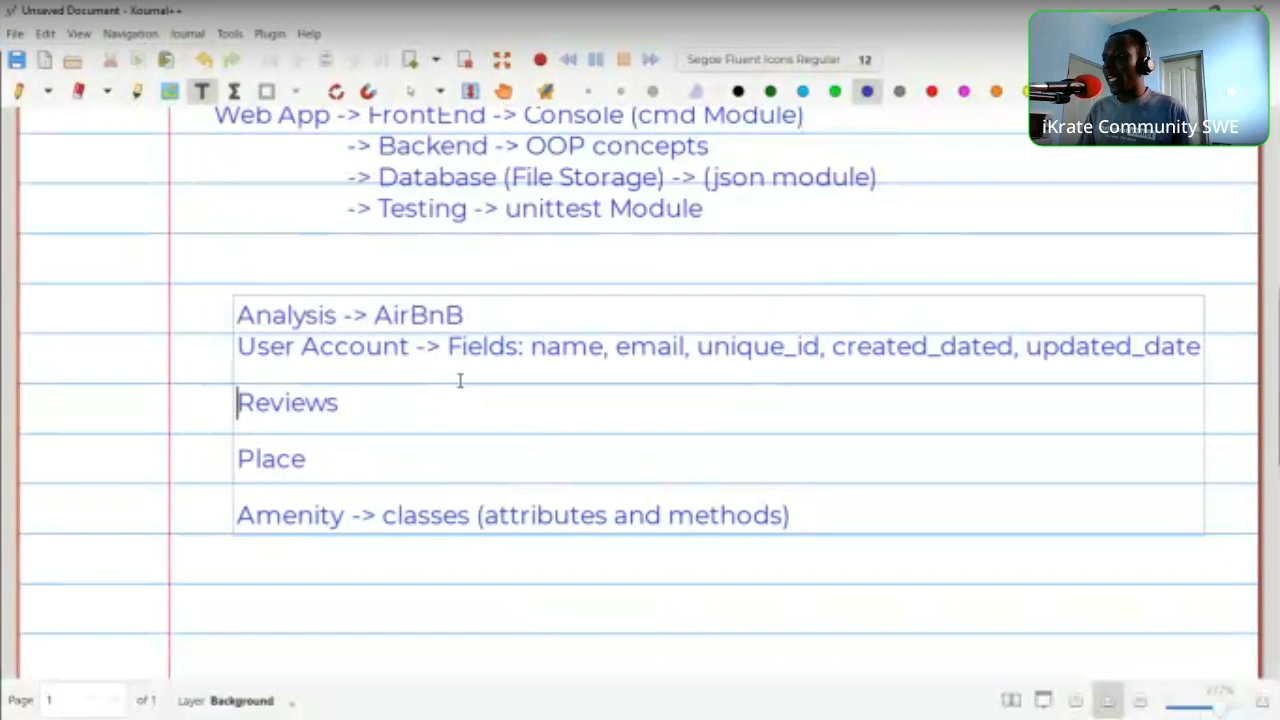 Unsaved Document - Xournal++
File Edit View Navigation Journal Tools Plugin Help
Segoe Fluent Icons Regular 12
iKrate Community SWE
Web App -> FrontEnd -> Console (cmd Module)
-> Backend -> OOP concepts
-> Database (File Storage) -> (json module)
-> Testing -> unittest Module
Analysis -> AirBnB
User Account -> Fields: name, email, unique_id, created_dated, updated_date
Reviews
Place
Amenity -> classes (attributes and methods)
Page 1 of 1 Layer Background